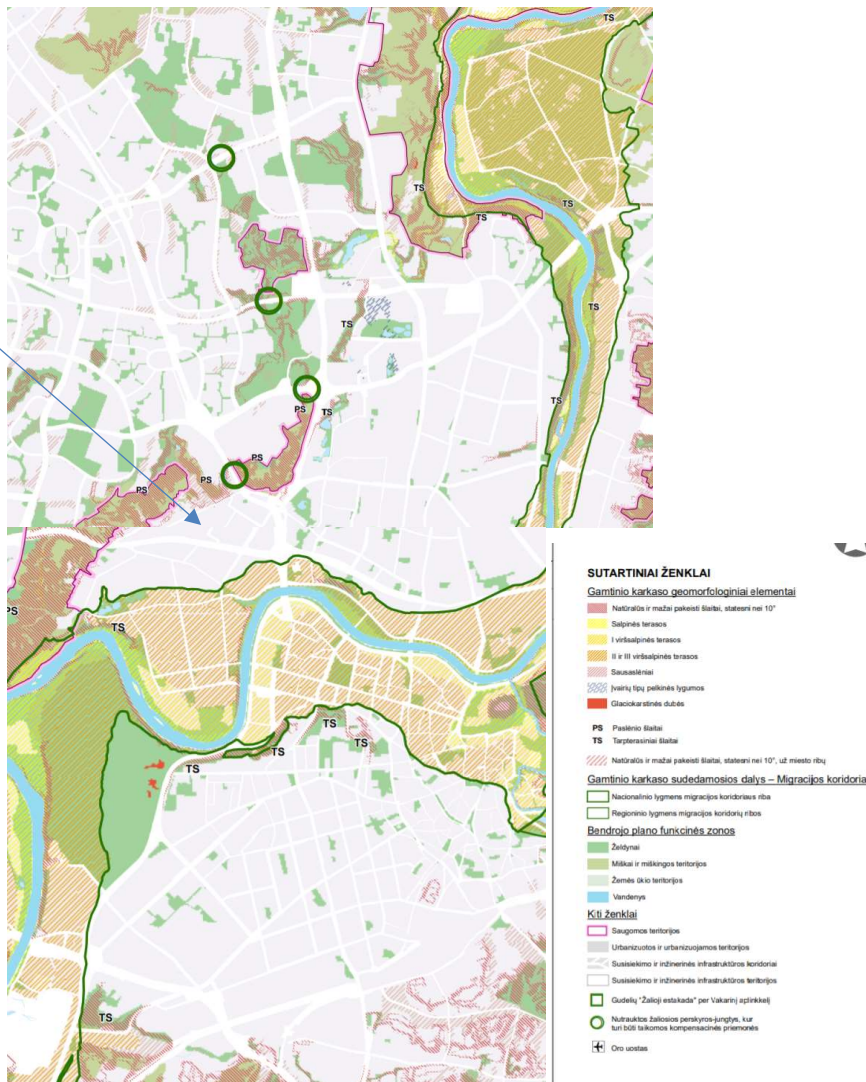 TS
TS
TS
TS
TS
TS
TS
PS
TS
PS
PS
PS
PS
TS
TS
TS
TS
TS
TS
SUTARTINIAI ŽENKLAI
Gamtinio karkaso geomorfologiniai elementai
Natūralūs ir mažai pakeisti šlaitai, statesni nei 10°
Salpinės terasos
I viršsalpinės terasos
II ir III viršsalpinės terasos
Sausaslėniai
Įvairių tipų pelkinės lygumos
Glaciokarstinės dubės
PS Paslėnio šlaitai
TS Tarpterasiniai šlaitai
Natūralūs ir mažai pakeisti šlaitai, statesni nei 10°, už miesto ribų
Gamtinio karkaso sudedamosios dalys – Migracijos koridoriai
Nacionalinio lygmens migracijos koridoriaus riba
Regioninio lygmens migracijos koridorių ribos
Bendrojo plano funkcinės zonos
Želdynai
Miškai ir miškingos teritorijos
Žemės ūkio teritorijos
Vandenys
Kiti ženklai
Saugomos teritorijos
Urbanizuotos ir urbanizuojamos teritorijos
Susisiekimo ir inžinerinės infrastruktūros koridoriai
Susisiekimo ir inžinerinės infrastruktūros teritorijos
Gudelių "Žalioji estakada" per Vakarinį aplinkkelį
Nutrauktos žaliosios perskyros-jungtys, kur
turi būti taikomos kompensacinės priemonės
Oro uostas